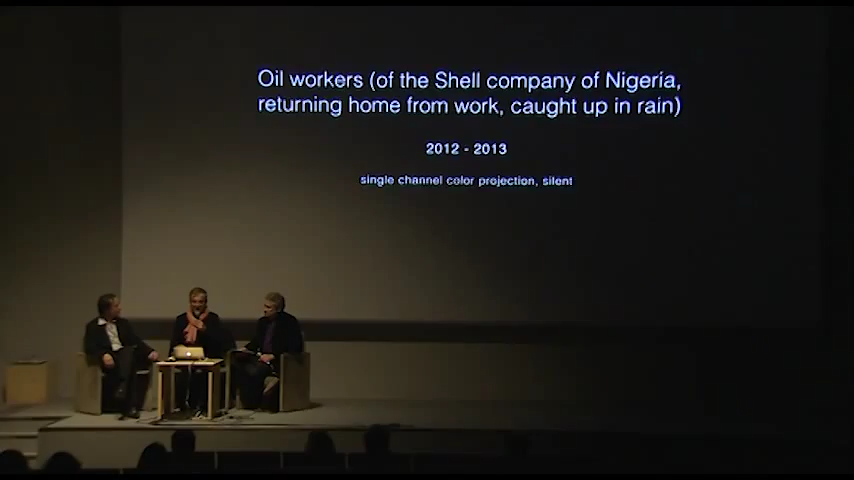 Oil workers (of the Shell company of Nigeria,
returning home from work, caught up in rain)
2012 - 2013
single channel color projection, silent